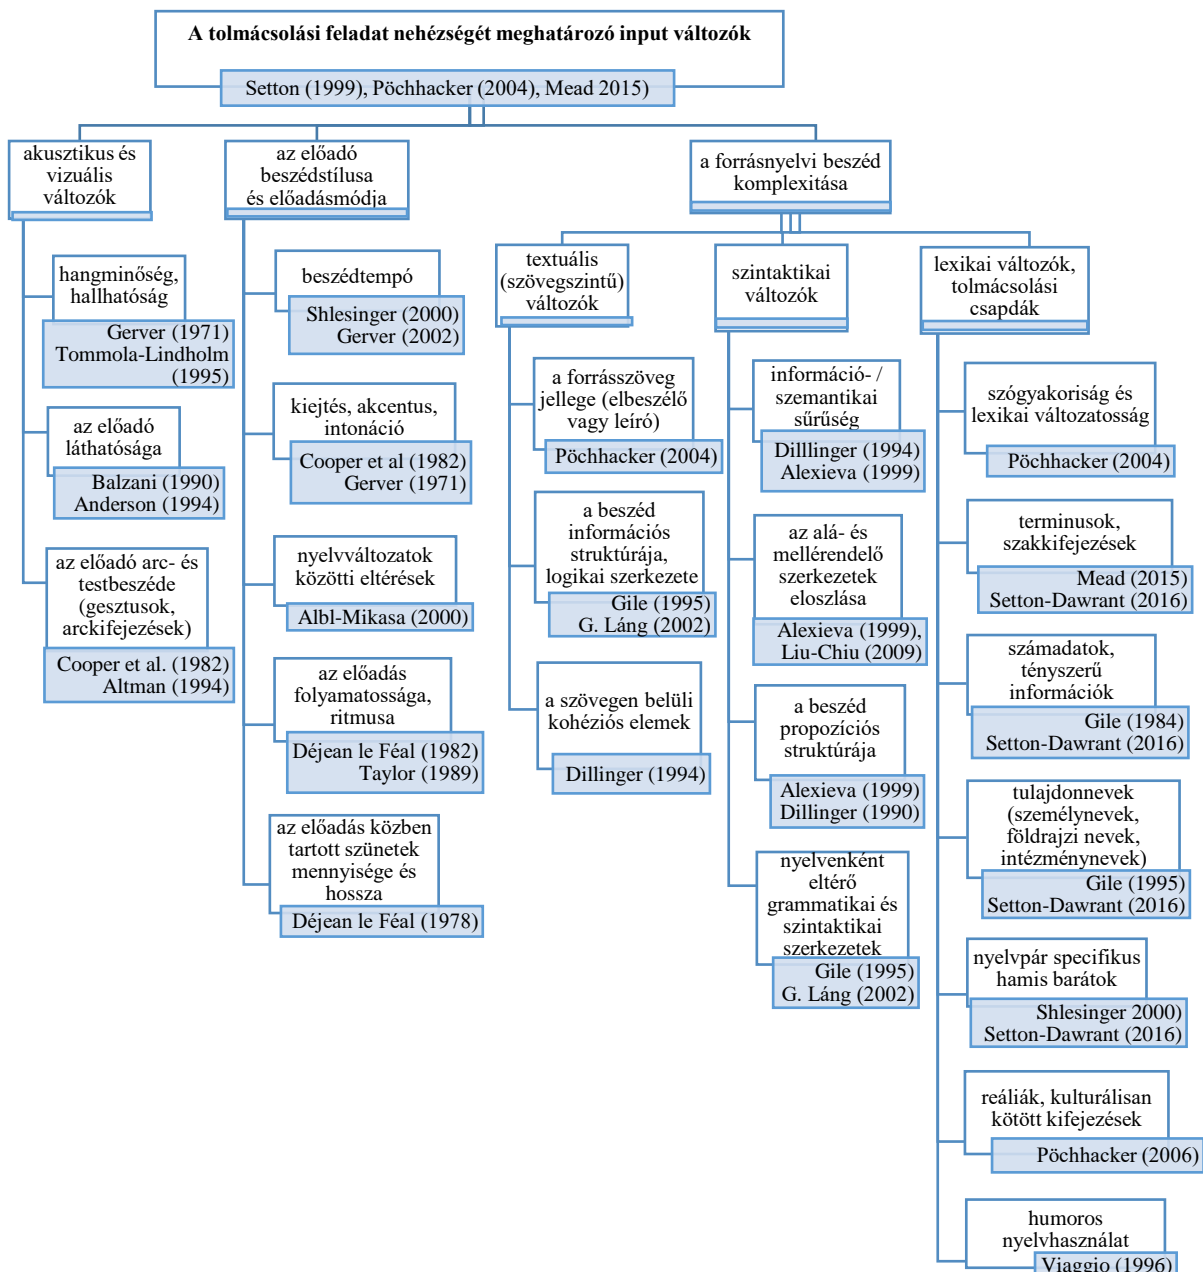 A tolmácsolási feladat nehézségét meghatározó input változók
Setton (1999), Pöchhacker (2004), Mead 2015)
akusztikus és
vizuális
változók
hangminőség,
hallhatóság
Gerver (1971)
Tommola-Lindholm
(1995)
az előadó
láthatósága
Balzani (1990)
Anderson (1994)
az előadó arc- és
testbeszéde
(gesztusok,
arckifejezések)
Cooper et al. (1982)
Altman (1994)
az előadó
beszédstílusa
és előadásmódja
beszédtempó
Shlesinger (2000)
Gerver (2002)
kiejtés, akcentus,
intonáció
Cooper et al (1982)
Gerver (1971)
nyelvváltozatok
közötti eltérések
Albl-Mikasa (2000)
az előadás
folyamatossága,
ritmusa
Déjean le Féal (1982)
Taylor (1989)
az előadás közben
tartott szünetek
mennyisége és
hossza
Déjean le Féal (1978)
a forrásnyelvi beszéd
komplexitása
textuális
(szövegszintű)
változók
a forrásszöveg
jellege (elbeszélő
vagy leíró)
Pöchhacker (2004)
a beszéd
információs
struktúrája,
logikai szerkezete
Gile (1995)
G. Láng (2002)
a szövegen belüli
kohéziós elemek
Dillinger (1994)
szintaktikai
változók
információ- /
szemantikai
sűrűség
Dilllinger (1994)
Alexieva (1999)
az alá- és
mellérendelő
szerkezetek
eloszlása
Alexieva (1999),
Liu-Chiu (2009)
a beszéd
propozíciós
struktúrája
Alexieva (1999)
Dillinger (1990)
nyelvenként
eltérő
grammatikai és
szintaktikai
szerkezetek
Gile (1995)
G. Láng (2002)
lexikai változók,
tolmácsolási
csapdák
szógyakoriság és
lexikai változatosság
Pöchhacker (2004)
terminusok,
szakkifejezések
Mead (2015)
Setton-Dawrant (2016)
számadatok,
tényszerű
információk
Gile (1984)
Setton-Dawrant (2016)
tulajdonnevek
(személynevek,
földrajzi nevek,
intézménynevek)
Gile (1995)
Setton-Dawrant (2016)
nyelvpár specifikus
hamis barátok
Shlesinger 2000)
Setton-Dawrant (2016)
reáliák, kulturálisan
kötött kifejezések
Pöchhacker (2006)
humoros
nyelvhasználat
Viaggio (1996)